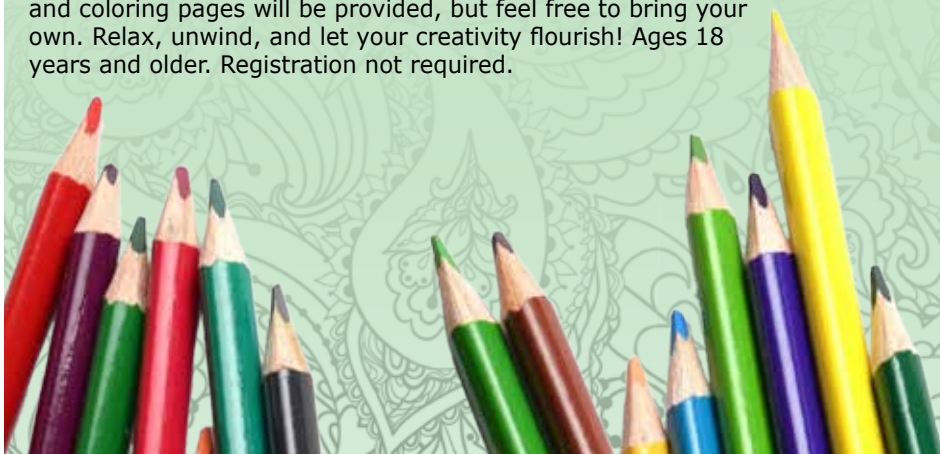 and coloring pages will be provided, but feel free to bring your
own. Relax, unwind, and let your creativity flourish! Ages 18
years and older. Registration not required.